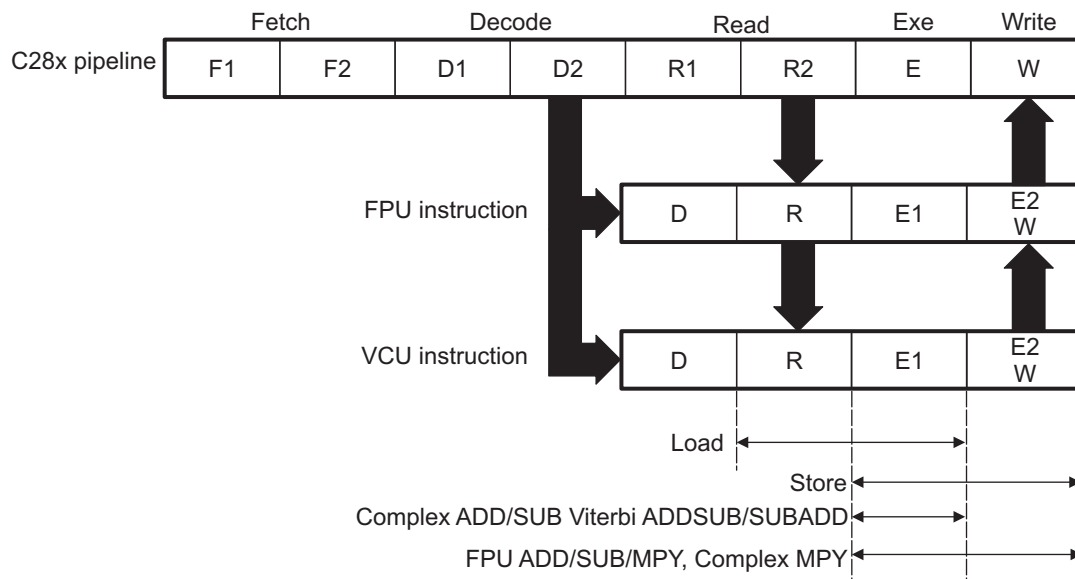 Fetch Decode Read Exe Write
C28x pipeline F1 F2 D1 D2 R1 R2 E W
FPU instruction D R E1 E2
W
VCU instruction D R E1 E2
W
Load
Store
Complex ADD/SUB Viterbi ADDSUB/SUBADD
FPU ADD/SUB/MPY, Complex MPY